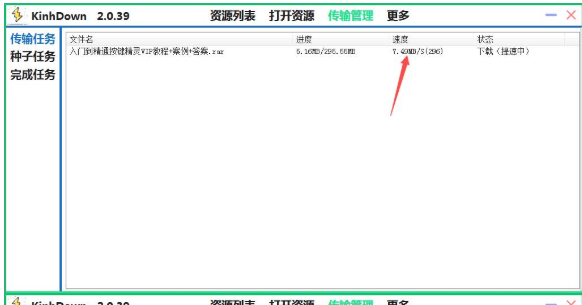 KinhDown 2.0.39 资源列表 打开资源 传输管理 更多
传输任务
种子任务
完成任务
文件名 进度 速度 状态
入门到精通按键精灵VIP教程+案例+答案.rar 5.16MB/295.55MB 7.49MB/S(296) 下载(提速中)
KinhDown 2.0.39 资源列表 打开资源 传输管理 更多